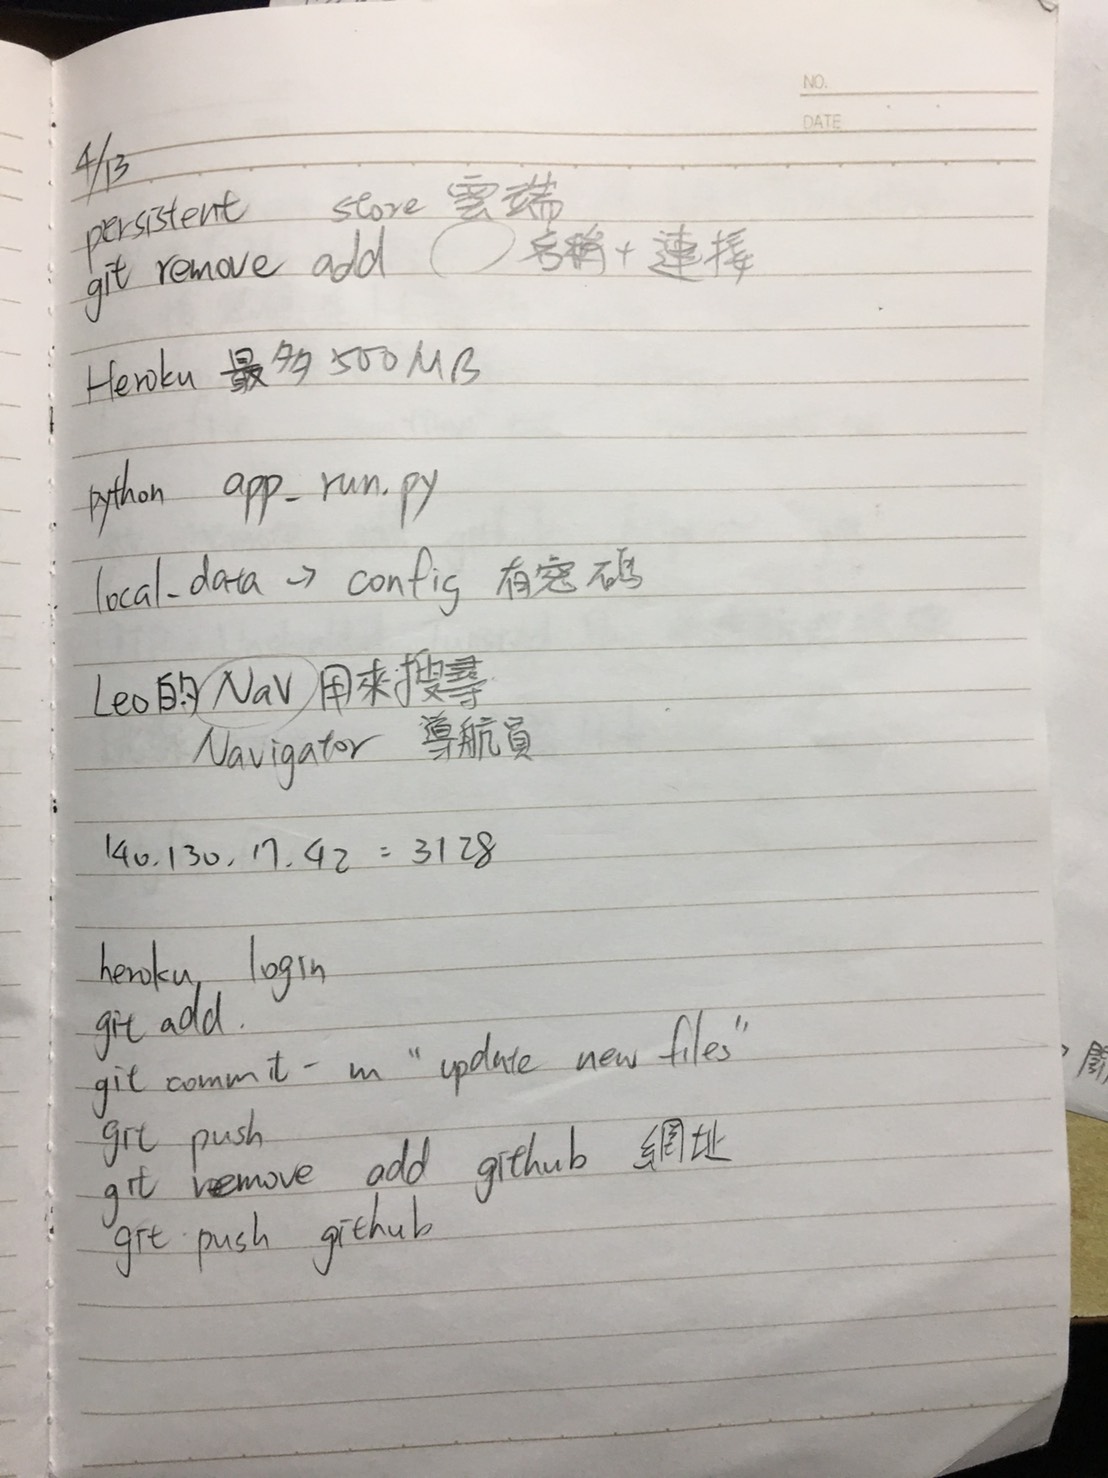 NO.
DATE
4/13
persistent store 雲端
git remove add 名稱 + 連接
Heroku 最多 500 MB
python app_run.py
local_data → config 有密碼
Leo的 Nav 用來搜尋
Navigator 導航員
140.130.17.42 = 3128
heroku login
git add .
git commit -m "update new files"
git push
git remove add github 網址
git push github